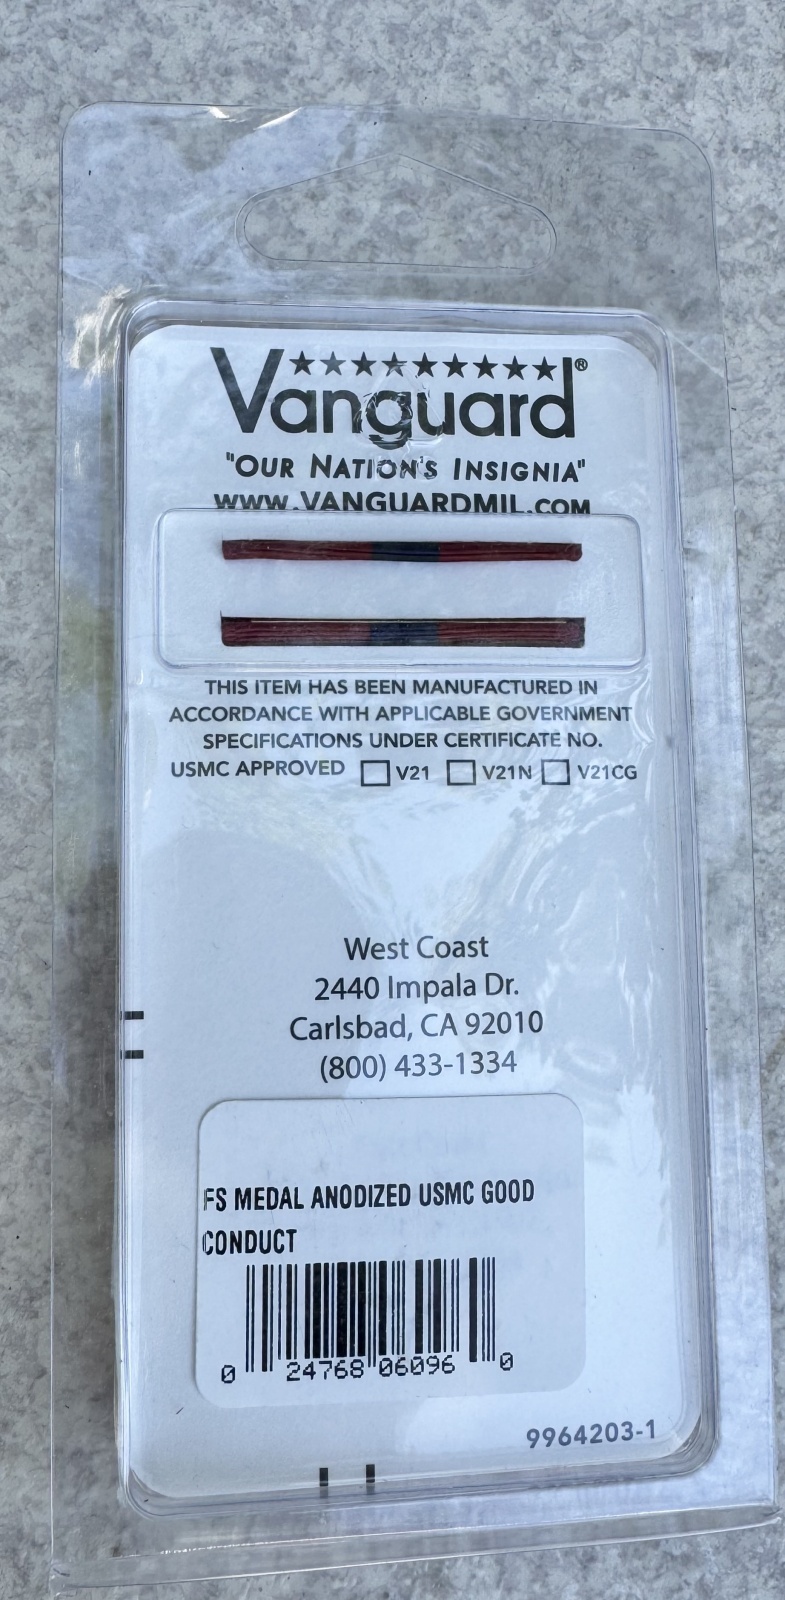 Vanguard®
"OUR NATION'S INSIGNIA"
WWW.VANGUARDMIL.COM
THIS ITEM HAS BEEN MANUFACTURED IN
ACCORDANCE WITH APPLICABLE GOVERNMENT
SPECIFICATIONS UNDER CERTIFICATE NO.
USMC APPROVED V21 V21N V21CG
West Coast
2440 Impala Dr.
Carlsbad, CA 92010
(800) 433-1334
FS MEDAL ANODIZED USMC GOOD
CONDUCT
0 24768 06096 0
9964203-1